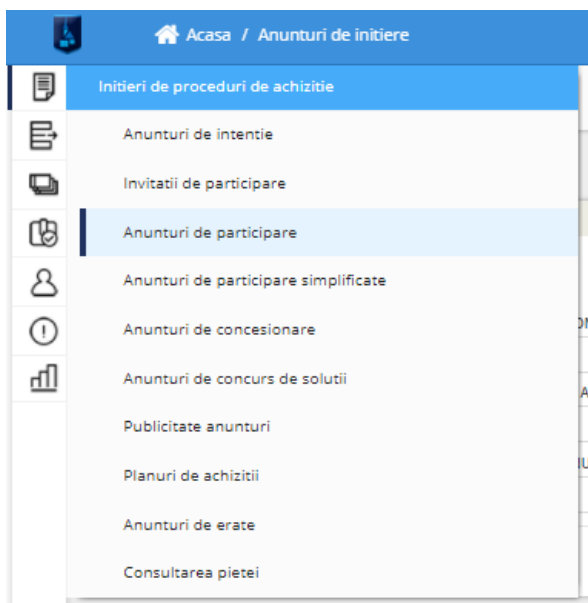 Acasa / Anunturi de initiere
Initieri de proceduri de achizitie
Anunturi de intentie
Invitatii de participare
Anunturi de participare
Anunturi de participare simplificate
Anunturi de concesionare
Anunturi de concurs de solutii
Publicitate anunturi
Planuri de achizitii
Anunturi de erate
Consultarea pietei